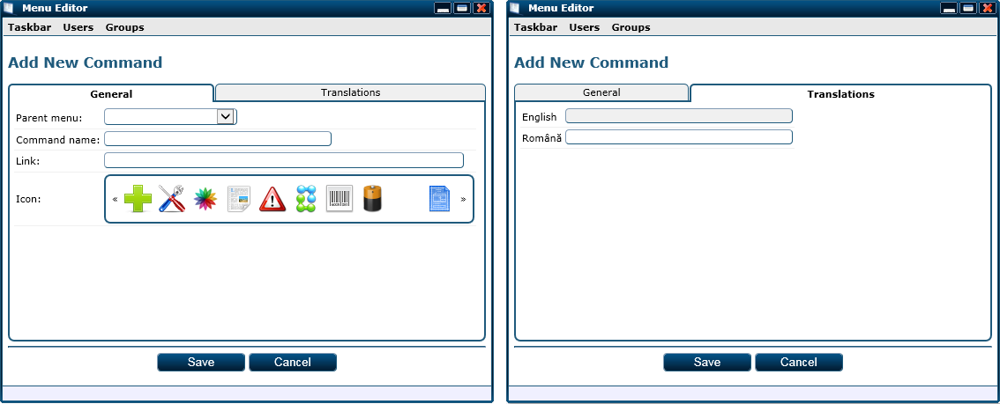 Menu Editor
Taskbar Users Groups
Add New Command
General Translations
Parent menu:
Command name:
Link:
Icon:
« »
Save Cancel
Menu Editor
Taskbar Users Groups
Add New Command
General Translations
English
Română
Save Cancel